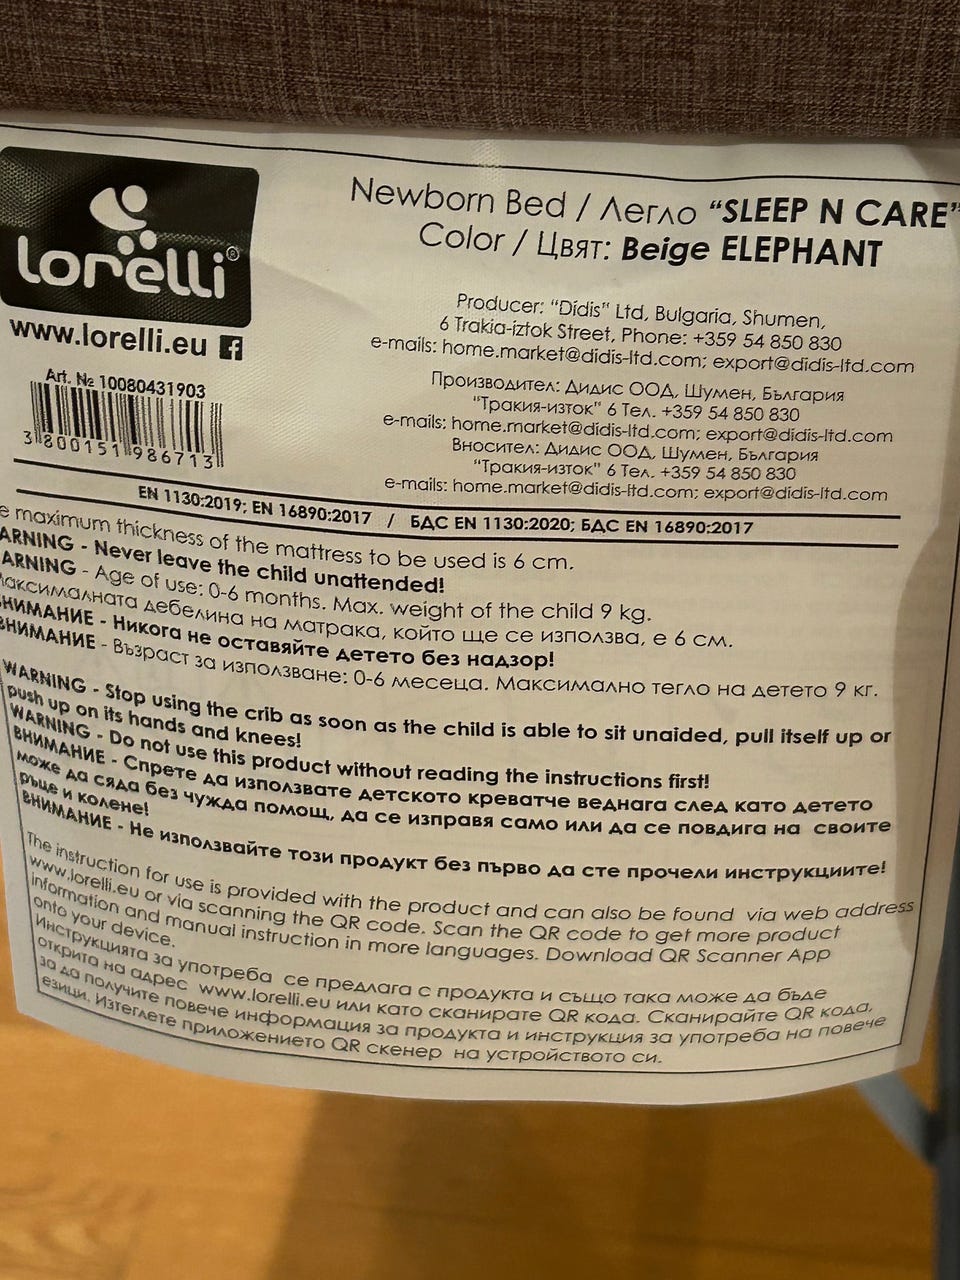 lorelli®
www.lorelli.eu
Art. № 10080431903
3 800151 986713
Newborn Bed / Легло “SLEEP N CARE”
Color / Цвят: Beige ELEPHANT
Producer: “Didis” Ltd, Bulgaria, Shumen,
6 Trakia-iztok Street, Phone: +359 54 850 830
e-mails: home.market@didis-ltd.com; export@didis-ltd.com
Производител: Дидис ООД, Шумен, България
“Тракия-изток” 6 Тел. +359 54 850 830
e-mails: home.market@didis-ltd.com; export@didis-ltd.com
Вносител: Дидис ООД, Шумен, България
“Тракия-изток” 6 Тел. +359 54 850 830
e-mails: home.market@didis-ltd.com; export@didis-ltd.com
EN 1130:2019; EN 16890:2017 / БДС EN 1130:2020; БДС EN 16890:2017
e maximum thickness of the mattress to be used is 6 cm.
ARNING - Never leave the child unattended!
ARNING - Age of use: 0-6 months. Max. weight of the child 9 kg.
аксималната дебелина на матрака, който ще се използва, е 6 см.
НИМАНИЕ - Никога не оставяйте детето без надзор!
ВНИМАНИЕ - Възраст за използване: 0-6 месеца. Максимално тегло на детето 9 кг.
WARNING - Stop using the crib as soon as the child is able to sit unaided, pull itself up or
push up on its hands and knees!
WARNING - Do not use this product without reading the instructions first!
ВНИМАНИЕ - Спрете да използвате детското креватче веднага след като детето
може да сяда без чужда помощ, да се изправя само или да се повдига на своите
ръце и колене!
ВНИМАНИЕ - Не използвайте този продукт без първо да сте прочели инструкциите!
The instruction for use is provided with the product and can also be found via web address
www.lorelli.eu or via scanning the QR code. Scan the QR code to get more product
information and manual instruction in more languages. Download QR Scanner App
onto your device.
Инструкцията за употреба се предлага с продукта и също така може да бъде
открита на адрес www.lorelli.eu или като сканирате QR кода. Сканирайте QR кода,
за да получите повече информация за продукта и инструкция за употреба на повече
езици. Изтеглете приложението QR скенер на устройството си.